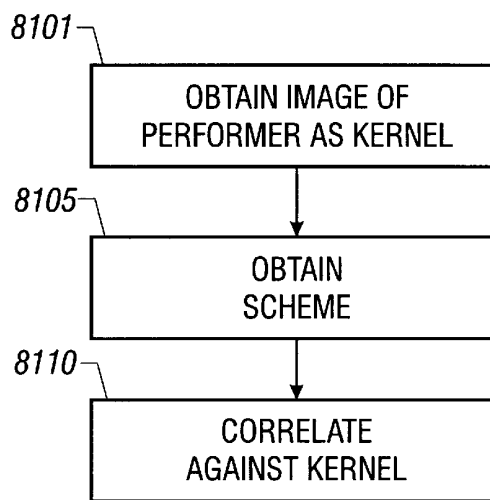 8101
OBTAIN IMAGE OF
PERFORMER AS KERNEL
8105
OBTAIN
SCHEME
8110
CORRELATE
AGAINST KERNEL